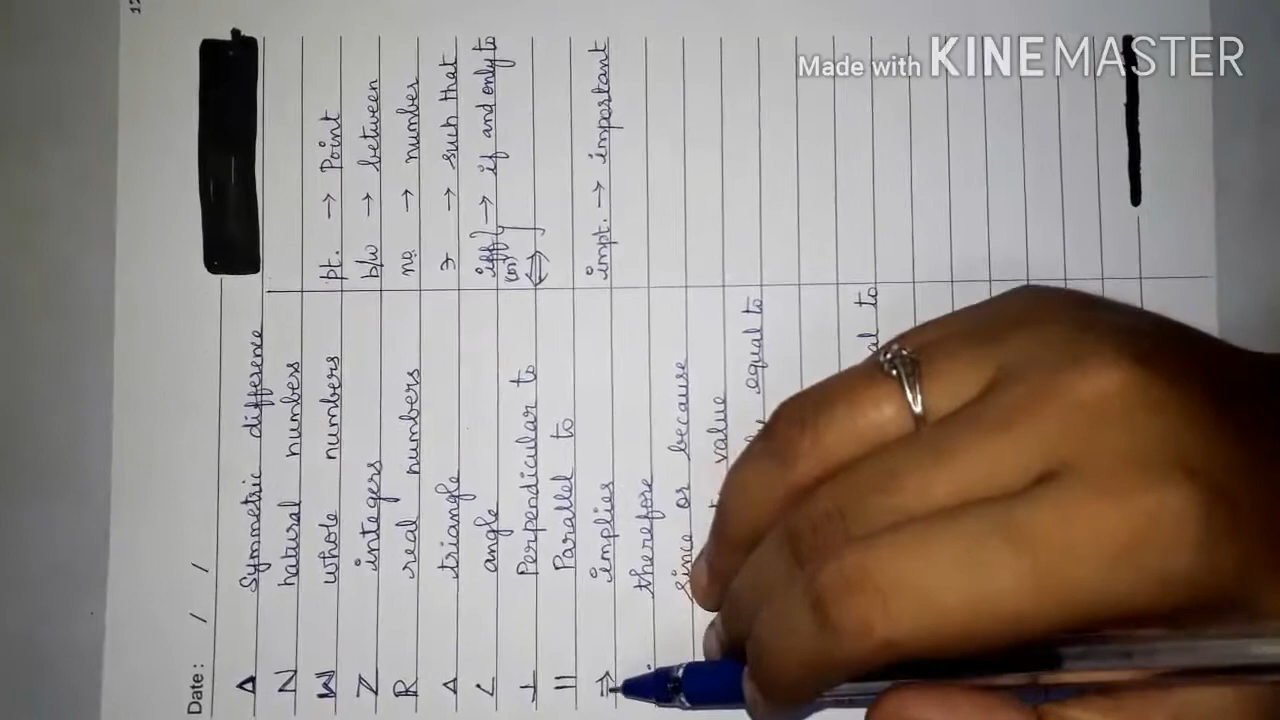 Made with KINEMASTER
Date: / /
Δ Symmetric difference
N natural numbers
W whole numbers
Z integers
R real numbers
Δ triangle
∠ angle
⊥ Perpendicular to
|| Parallel to
⇒ implies
therefore
since or because
value
equal to
to
pt. → Point
b/w → between
no. → number
∋ → such that
iff } → if and only to
(or)
⇔
impt. → important